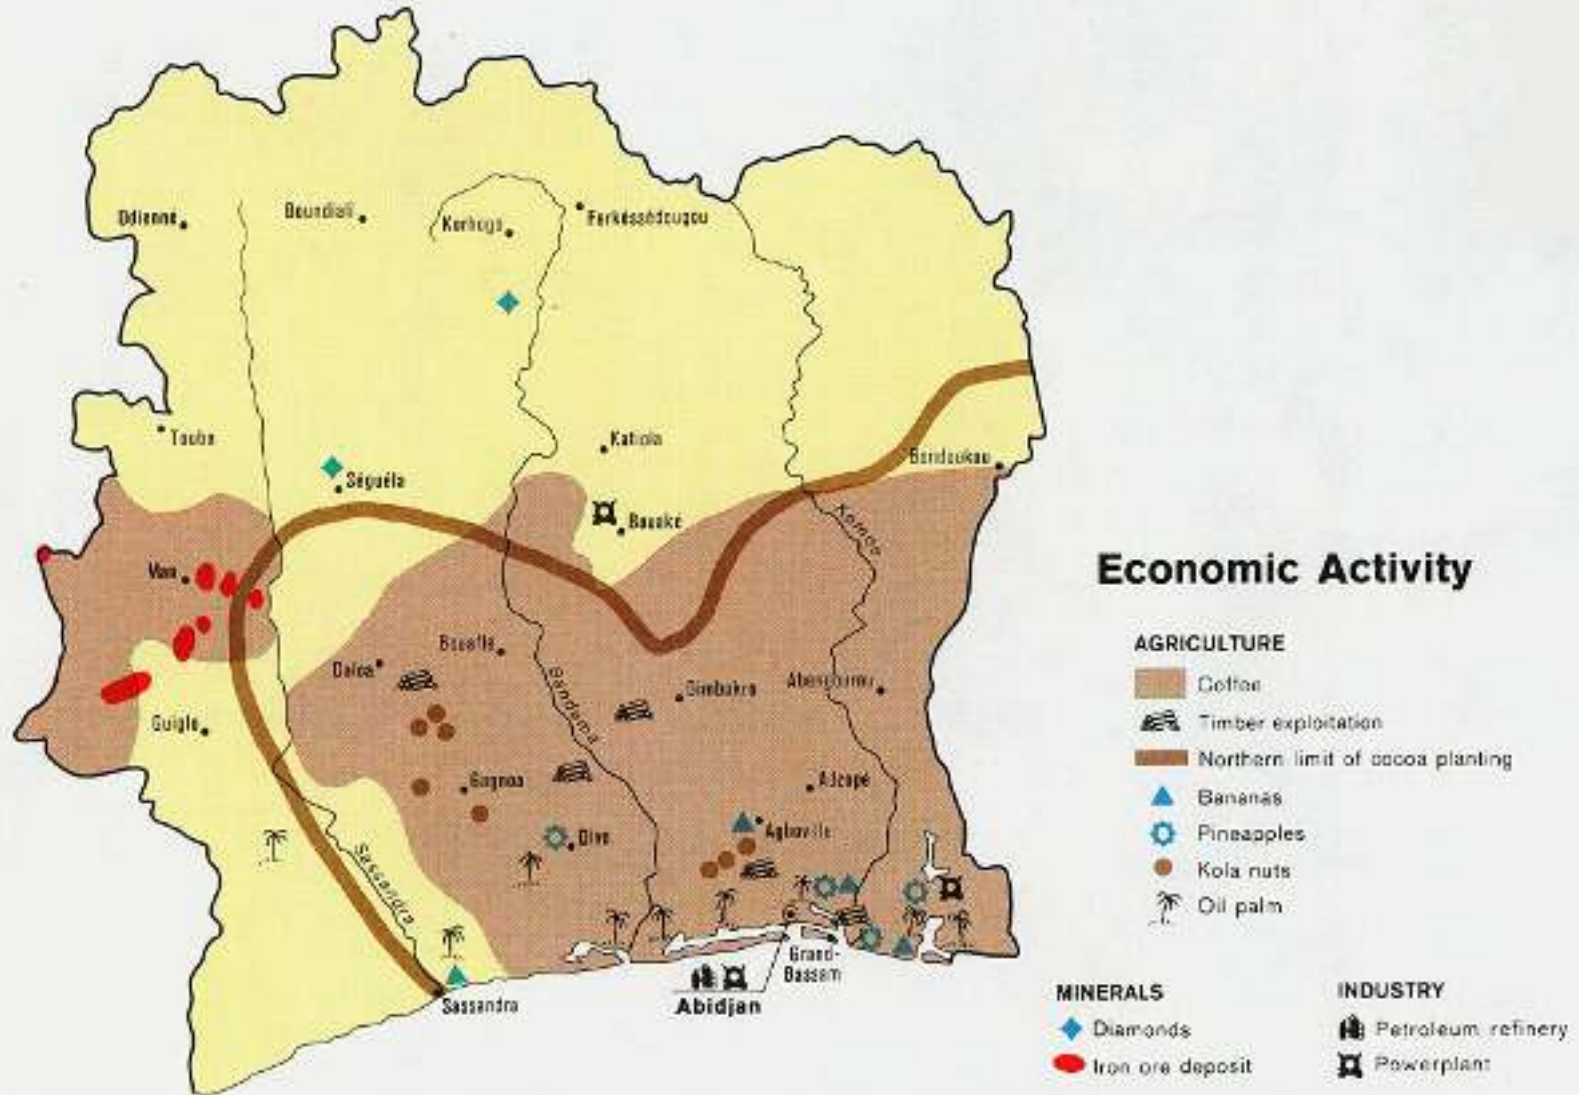 Odienné
Boundiali
Korhogo
Ferkéssédougou
Touba
Séguéla
Katiola
Bondoukou
Bouaké
Komoe
Man
Bouaflé
Daloa
Bandama
Dimbokro
Abengourou
Guiglo
Gagnoa
Adzopé
Divo
Agboville
Sassandra
Grand-
Bassam
Sassandra
Abidjan
Economic Activity
AGRICULTURE
Coffee
Timber exploitation
Northern limit of cocoa planting
Bananas
Pineapples
Kola nuts
Oil palm
MINERALS
Diamonds
Iron ore deposit
INDUSTRY
Petroleum refinery
Powerplant